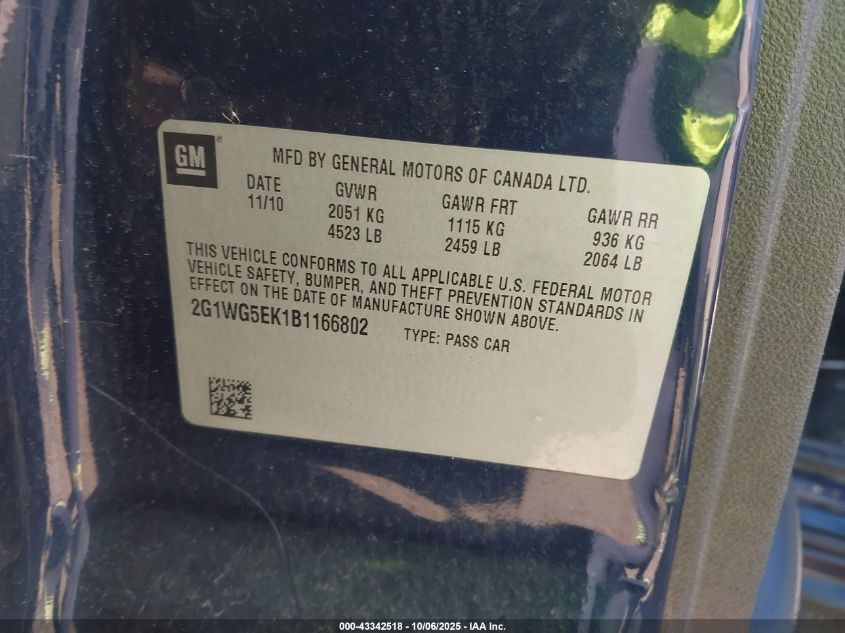 GM ®
MFD BY GENERAL MOTORS OF CANADA LTD.
DATE GVWR GAWR FRT GAWR RR
11/10 2051 KG 1115 KG 936 KG
4523 LB 2459 LB 2064 LB
THIS VEHICLE CONFORMS TO ALL APPLICABLE U.S. FEDERAL MOTOR
VEHICLE SAFETY, BUMPER, AND THEFT PREVENTION STANDARDS IN
EFFECT ON THE DATE OF MANUFACTURE SHOWN ABOVE.
2G1WG5EK1B1166802 TYPE: PASS CAR
000-43342518 - 10/06/2025 - IAA Inc.